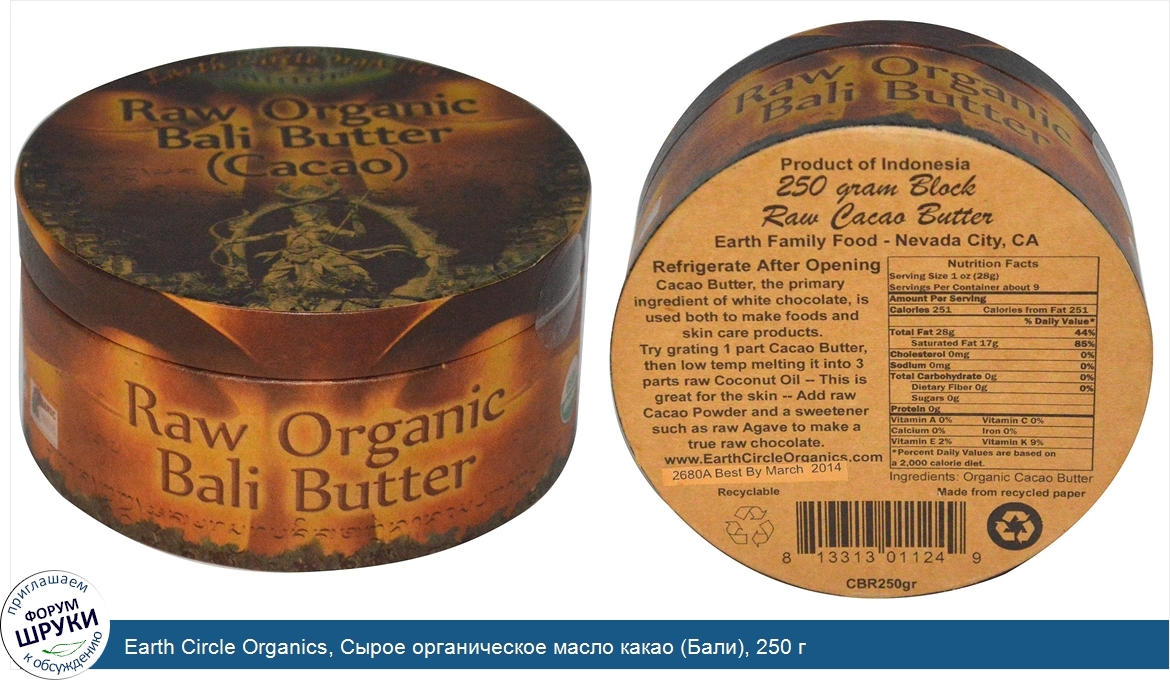 Earth Circle Organics
Raw Organic
Bali Butter
(Cacao)
Raw Organic
Bali Butter
Raw Organic
Bali Butter
Product of Indonesia
250 gram Block
Raw Cacao Butter
Earth Family Food - Nevada City, CA
Refrigerate After Opening
Cacao Butter, the primary
ingredient of white chocolate, is
used both to make foods and
skin care products.
Try grating 1 part Cacao Butter,
then low temp melting it into 3
parts raw Coconut Oil -- This is
great for the skin -- Add raw
Cacao Powder and a sweetener
such as raw Agave to make a
true raw chocolate.
www.EarthCircleOrganics.com
2680A Best By March 2014
Nutrition Facts
Serving Size 1 oz (28g)
Servings Per Container about 9
Amount Per Serving
Calories 251 Calories from Fat 251
% Daily Value*
Total Fat 28g 44%
Saturated Fat 17g 85%
Cholesterol 0mg 0%
Sodium 0mg 0%
Total Carbohydrate 0g 0%
Dietary Fiber 0g 0%
Sugars 0g
Protein 0g
Vitamin A 0% Vitamin C 0%
Calcium 0% Iron 0%
Vitamin E 2% Vitamin K 9%
*Percent Daily Values are based on
a 2,000 calorie diet.
Ingredients: Organic Cacao Butter
Recyclable
Made from recycled paper
8 13313 01124 9
CBR250gr
приглашаем
ФОРУМ
ШРУКИ
к обсуждению
Earth Circle Organics, Сырое органическое масло какао (Бали), 250 г